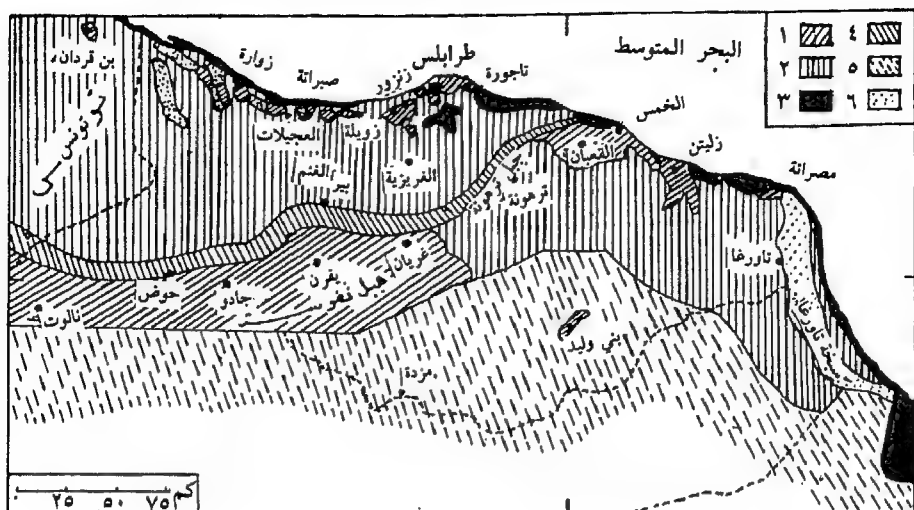 البحر المتوسط
١ ٤
٢ ٥
٣ ٦
بن قردان
تونس
زوارة
صبراتة
العجيلات
زويلة
زنزور
طرابلس
تاجورة
الخمس
زليتن
مصراتة
القصبات
العزيزية
بير الغنم
ترهونة
تاورغا
غريان
جبل نفوسة
يفرن
جادو
حوض
نالوت
بني وليد
مزدة
كم
٢٥ ٥٠ ٧٥